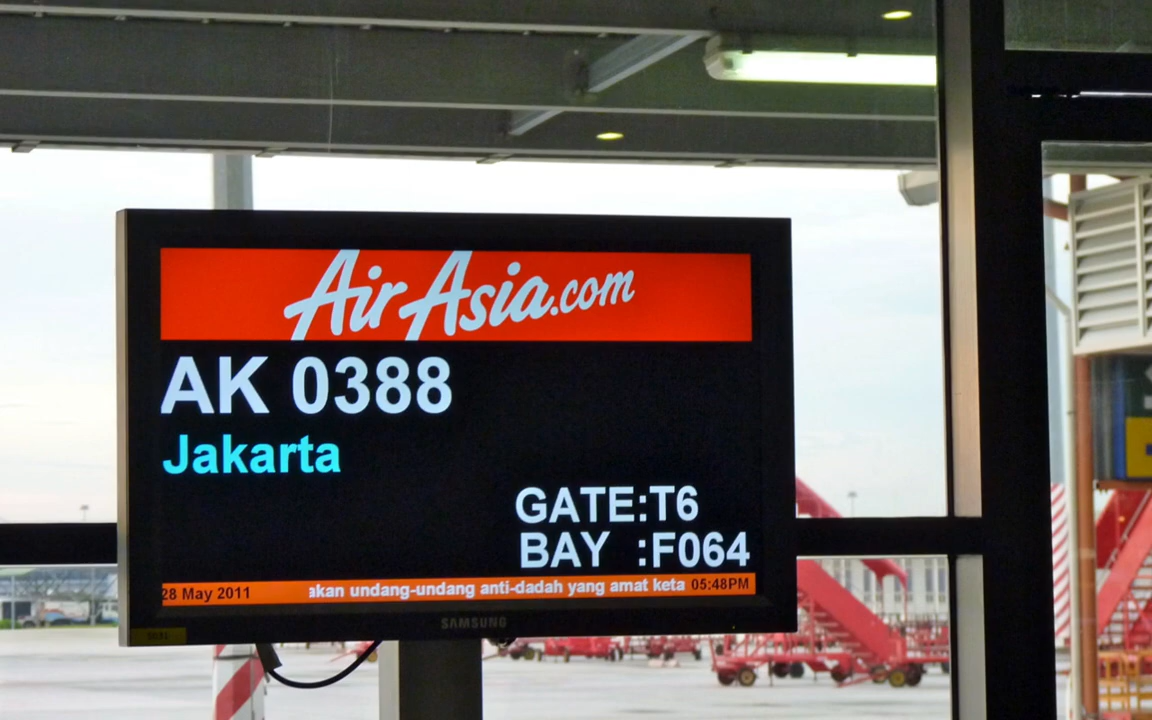 AirAsia.com
AK 0388
Jakarta
GATE:T6
BAY :F064
28 May 2011 akan undang-undang anti-dadah yang amat keta 05:48PM
SAMSUNG